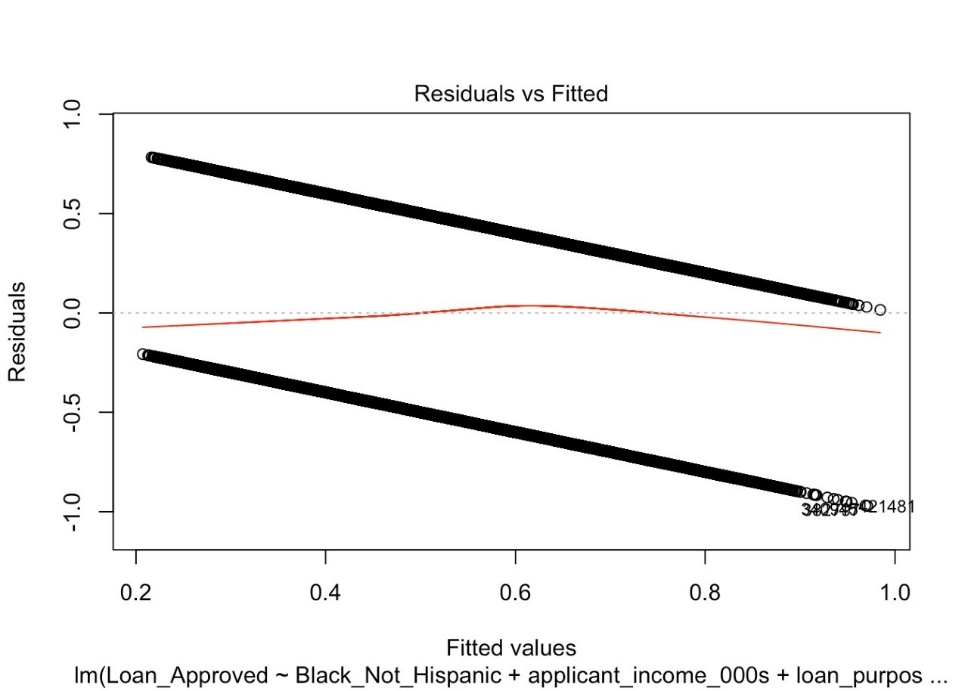 Residuals vs Fitted
Residuals
1.0
0.5
0.0
-0.5
-1.0
0.2 0.4 0.6 0.8 1.0
Fitted values
lm(Loan_Approved ~ Black_Not_Hispanic + applicant_income_000s + loan_purpos ...